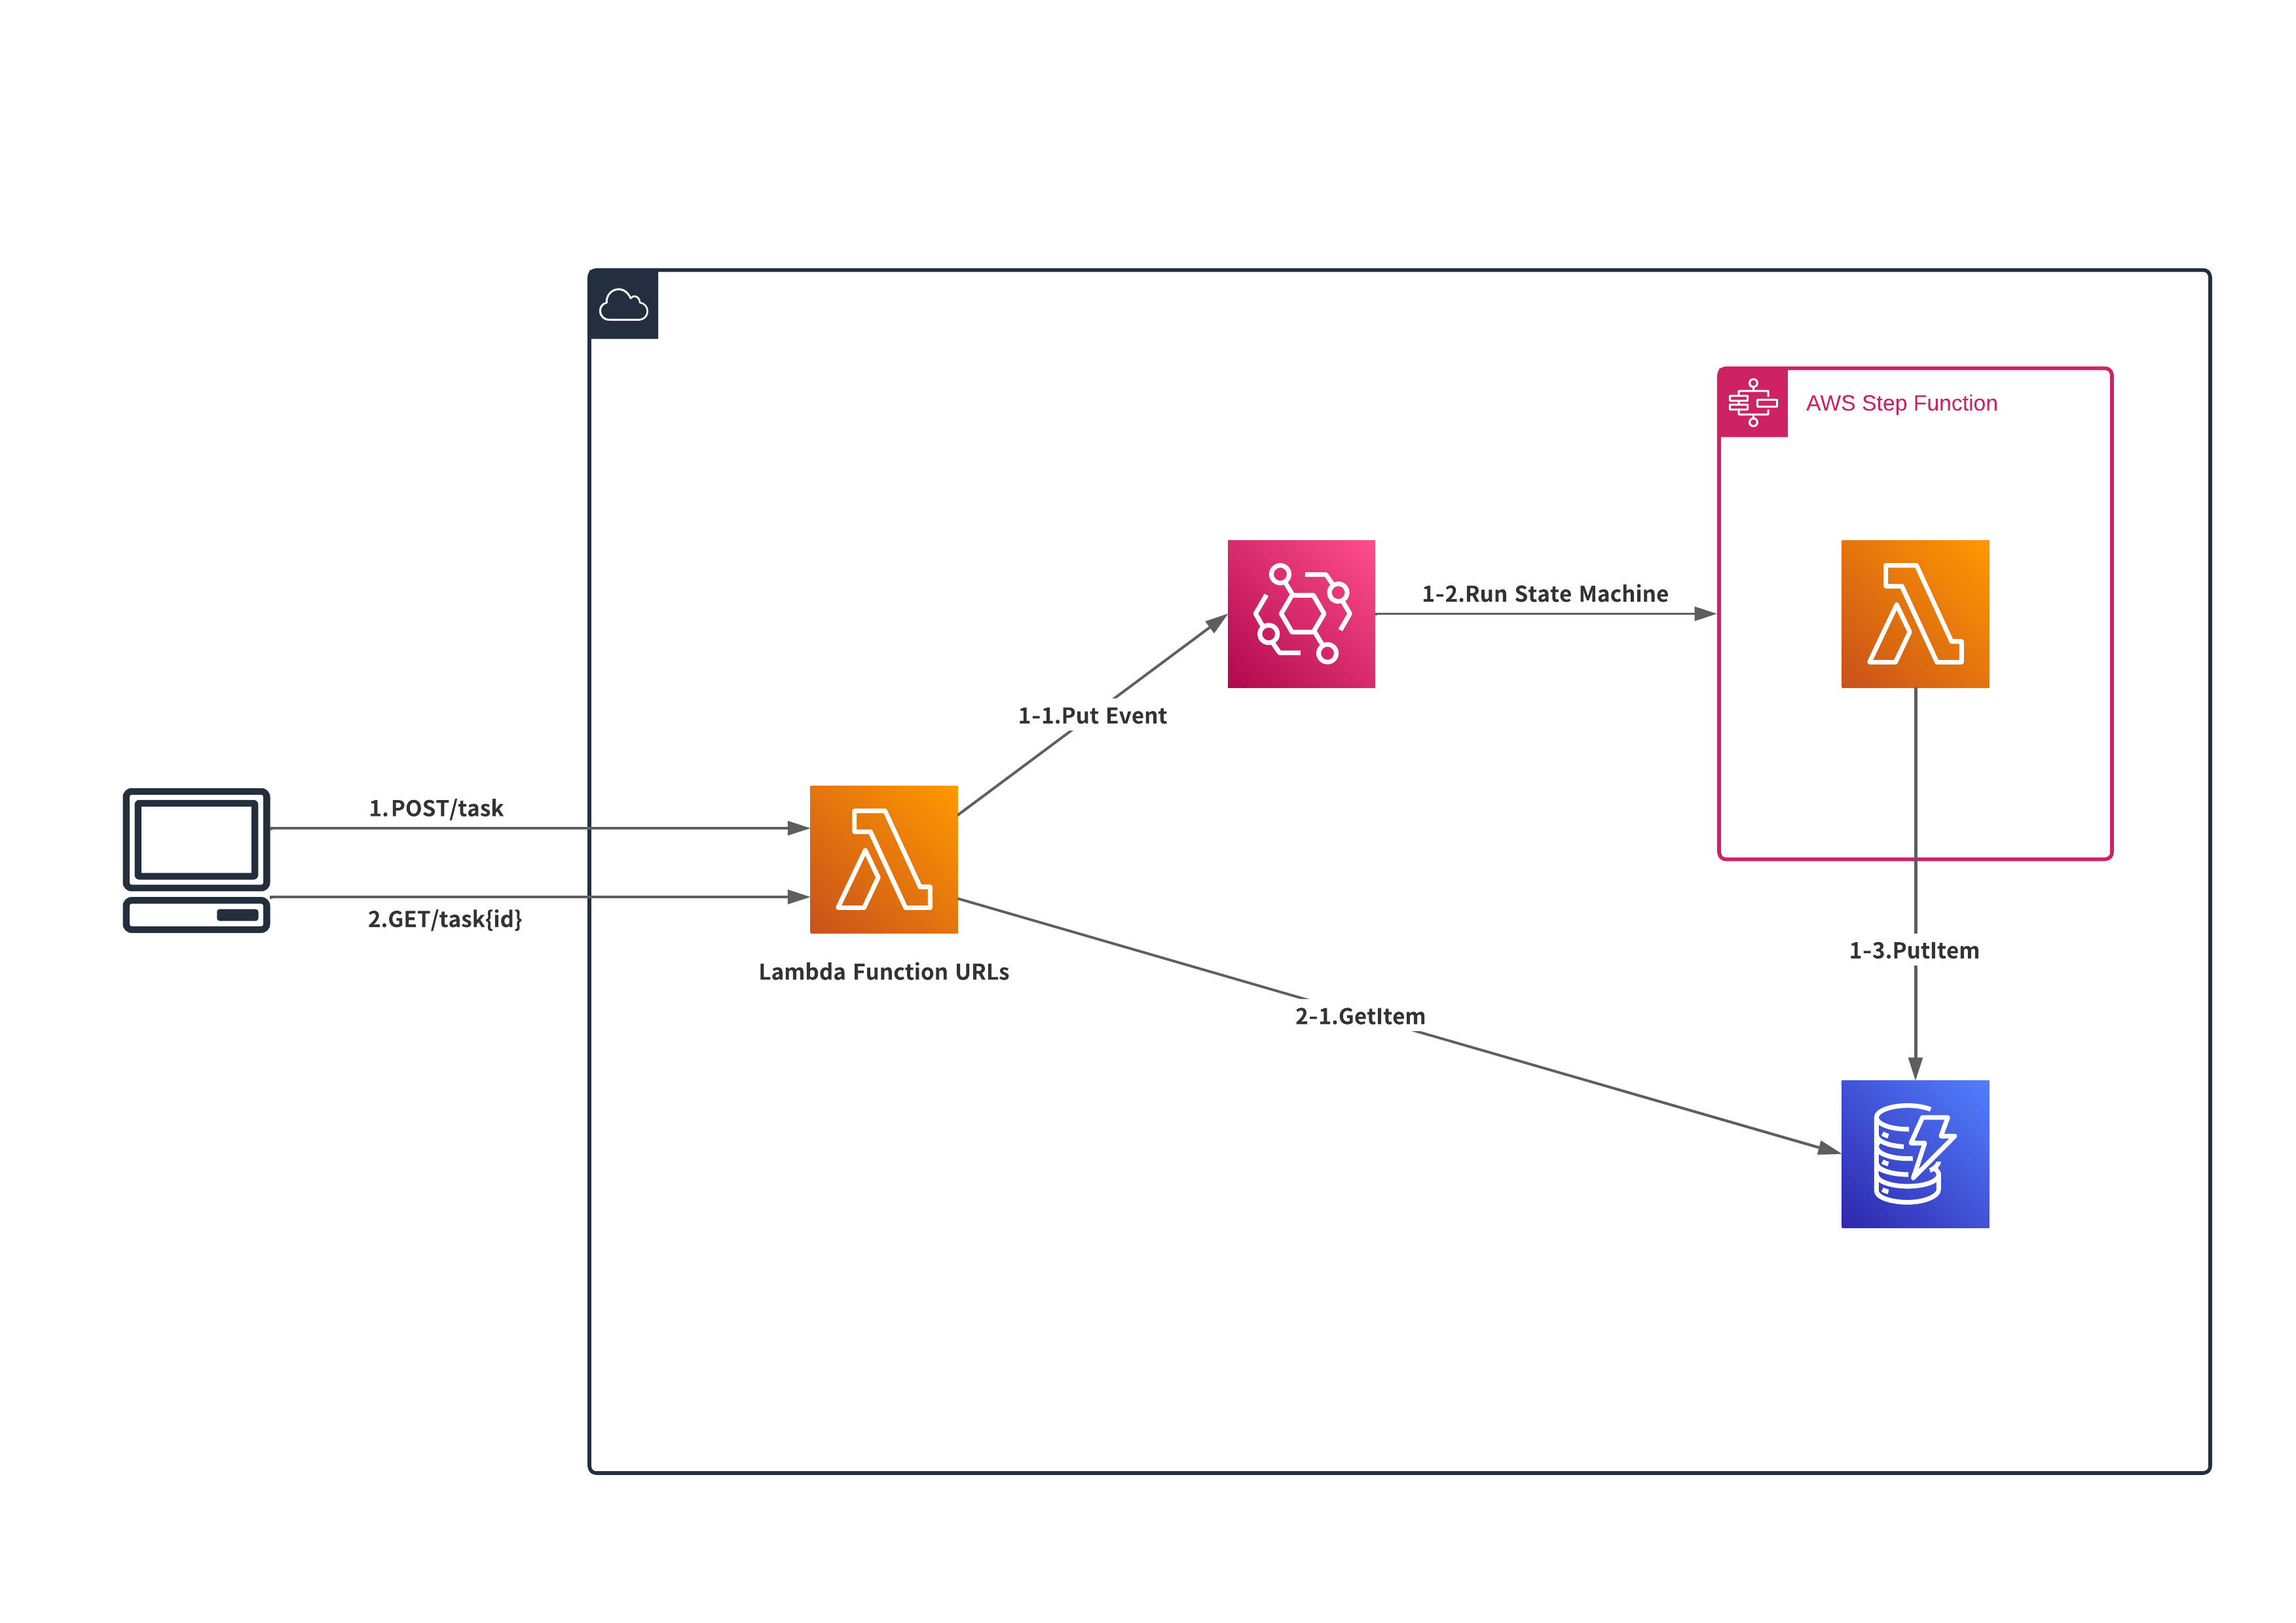 AWS Step Function
1-2.Run State Machine
1-1.Put Event
1.POST/task
2.GET/task{id}
Lambda Function URLs
1-3.PutItem
2-1.GetItem